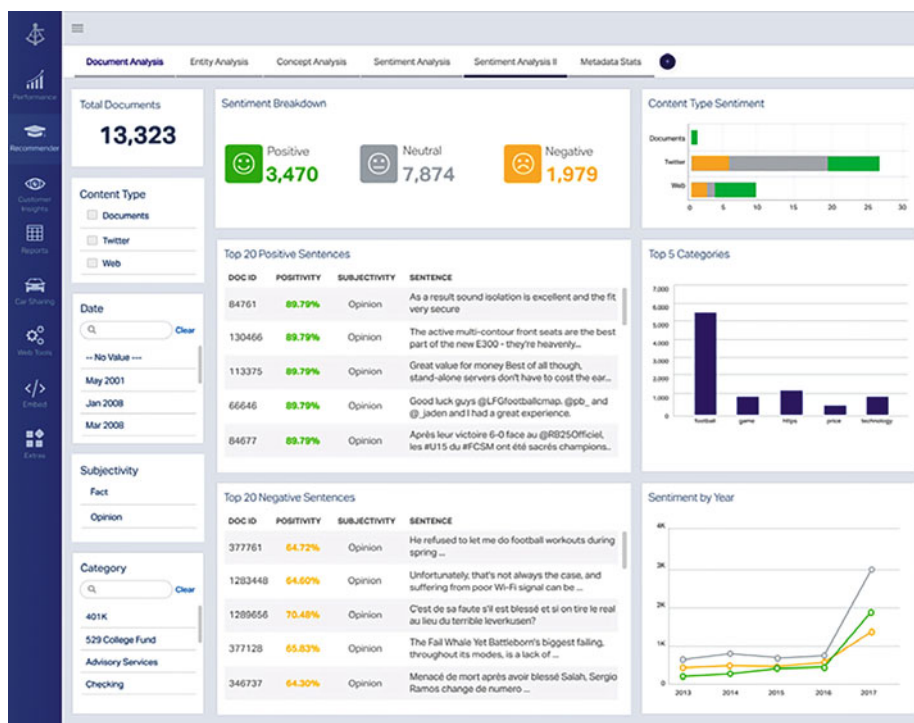 Document Analysis
Entity Analysis
Concept Analysis
Sentiment Analysis
Sentiment Analysis II
Metadata Stats
Performance
Recommender
Customer
Insights
Reports
Car Sharing
Web Tools
Embed
Extras
Total Documents
13,323
Content Type
Documents
Twitter
Web
Date
Clear
-- No Value ---
May 2001
Jan 2008
Mar 2008
Subjectivity
Fact
Opinion
Category
Clear
401K
529 College Fund
Advisory Services
Checking
Sentiment Breakdown
Positive
3,470
Neutral
7,874
Negative
1,979
Top 20 Positive Sentences
DOC ID POSITIVITY SUBJECTIVITY SENTENCE
84761 89.79% Opinion As a result sound isolation is excellent and the fit
very secure
130466 89.79% Opinion The active multi-contour front seats are the best
part of the new E300 - they're heavenly...
113375 89.79% Opinion Great value for money Best of all though,
stand-alone servers don't have to cost the ear...
66646 89.79% Opinion Good luck guys @LFGfootballcmap. @pb_ and
@_jaden and I had a great experience.
84677 89.79% Opinion Après leur victoire 6-0 face au @RB25Officiel,
les #U15 du #FCSM ont été sacrés champions..
Top 20 Negative Sentences
DOC ID POSITIVITY SUBJECTIVITY SENTENCE
377761 64.72% Opinion He refused to let me do football workouts during
spring ...
1283448 64.60% Opinion Unfortunately, that's not always the case, and
suffering from poor Wi-Fi signal can be ...
1289656 70.48% Opinion C'est de sa faute s'il est blessé et si on tire le real
au lieu du terrible leverkusen?
377128 65.83% Opinion The Fail Whale Yet Battleborn's biggest failing,
throughout its modes, is a lack of ...
346737 64.30% Opinion Menacé de mort après avoir blessé Salah, Sergio
Ramos change de numero ...
Content Type Sentiment
Documents
Twitter
Web
0 5 10 15 20 25 30
Top 5 Categories
7,000
6,000
5,000
4,000
3,000
2,000
1,000
0
football game https price technology
Sentiment by Year
4K
3K
2K
1K
0
2013 2014 2015 2016 2017